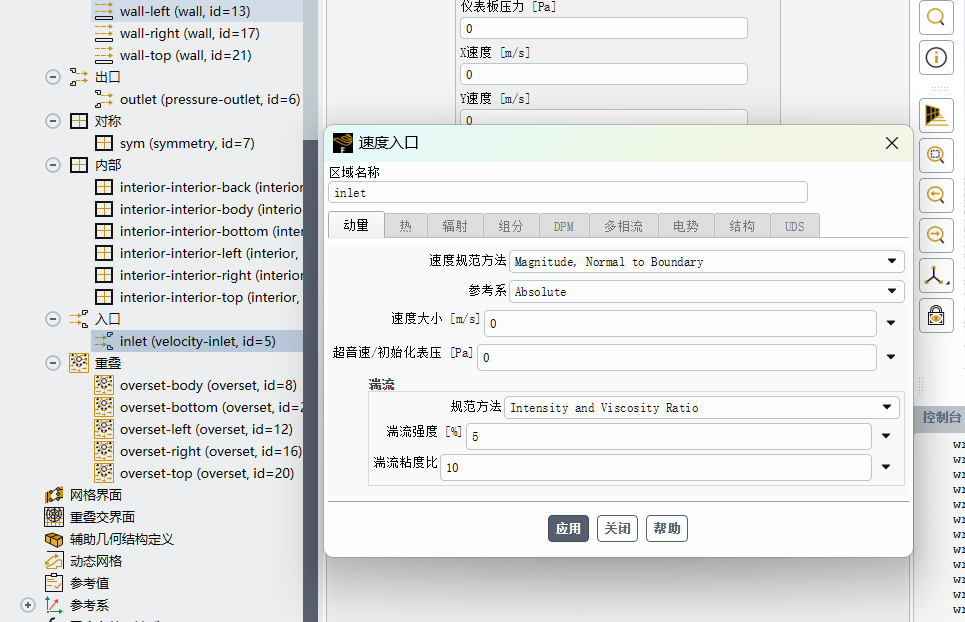 wall-left (wall, id=13)
wall-right (wall, id=17)
wall-top (wall, id=21)
出口
outlet (pressure-outlet, id=6)
对称
sym (symmetry, id=7)
内部
interior-interior-back (interior
interior-interior-body (interio
interior-interior-bottom (inter
interior-interior-left (interior,
interior-interior-right (interior
interior-interior-top (interior,
入口
inlet (velocity-inlet, id=5)
重叠
overset-body (overset, id=8)
overset-bottom (overset, id=2
overset-left (overset, id=12)
overset-right (overset, id=16)
overset-top (overset, id=20)
网格界面
重叠交界面
辅助几何结构定义
动态网格
参考值
参考系
仪表板压力 [Pa]
0
X速度 [m/s]
0
Y速度 [m/s]
0
速度入口
区域名称
inlet
动量 热 辐射 组分 DPM 多相流 电势 结构 UDS
速度规范方法 Magnitude, Normal to Boundary
参考系 Absolute
速度大小 [m/s] 0
超音速/初始化表压 [Pa] 0
湍流
规范方法 Intensity and Viscosity Ratio
湍流强度 [%] 5
湍流粘度比 10
应用 关闭 帮助
控制台